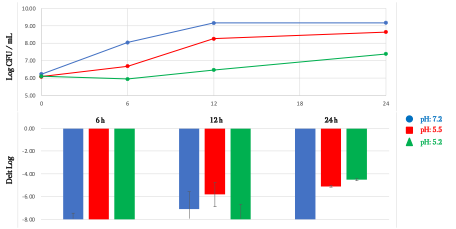 10.00
9.00
8.00
7.00
6.00
5.00
Log CFU / mL
0 6 12 18 24
6 h 12 h 24 h
0.00
-2.00
-4.00
-6.00
-8.00
Delt Log
pH: 7.2
pH: 5.5
pH: 5.2